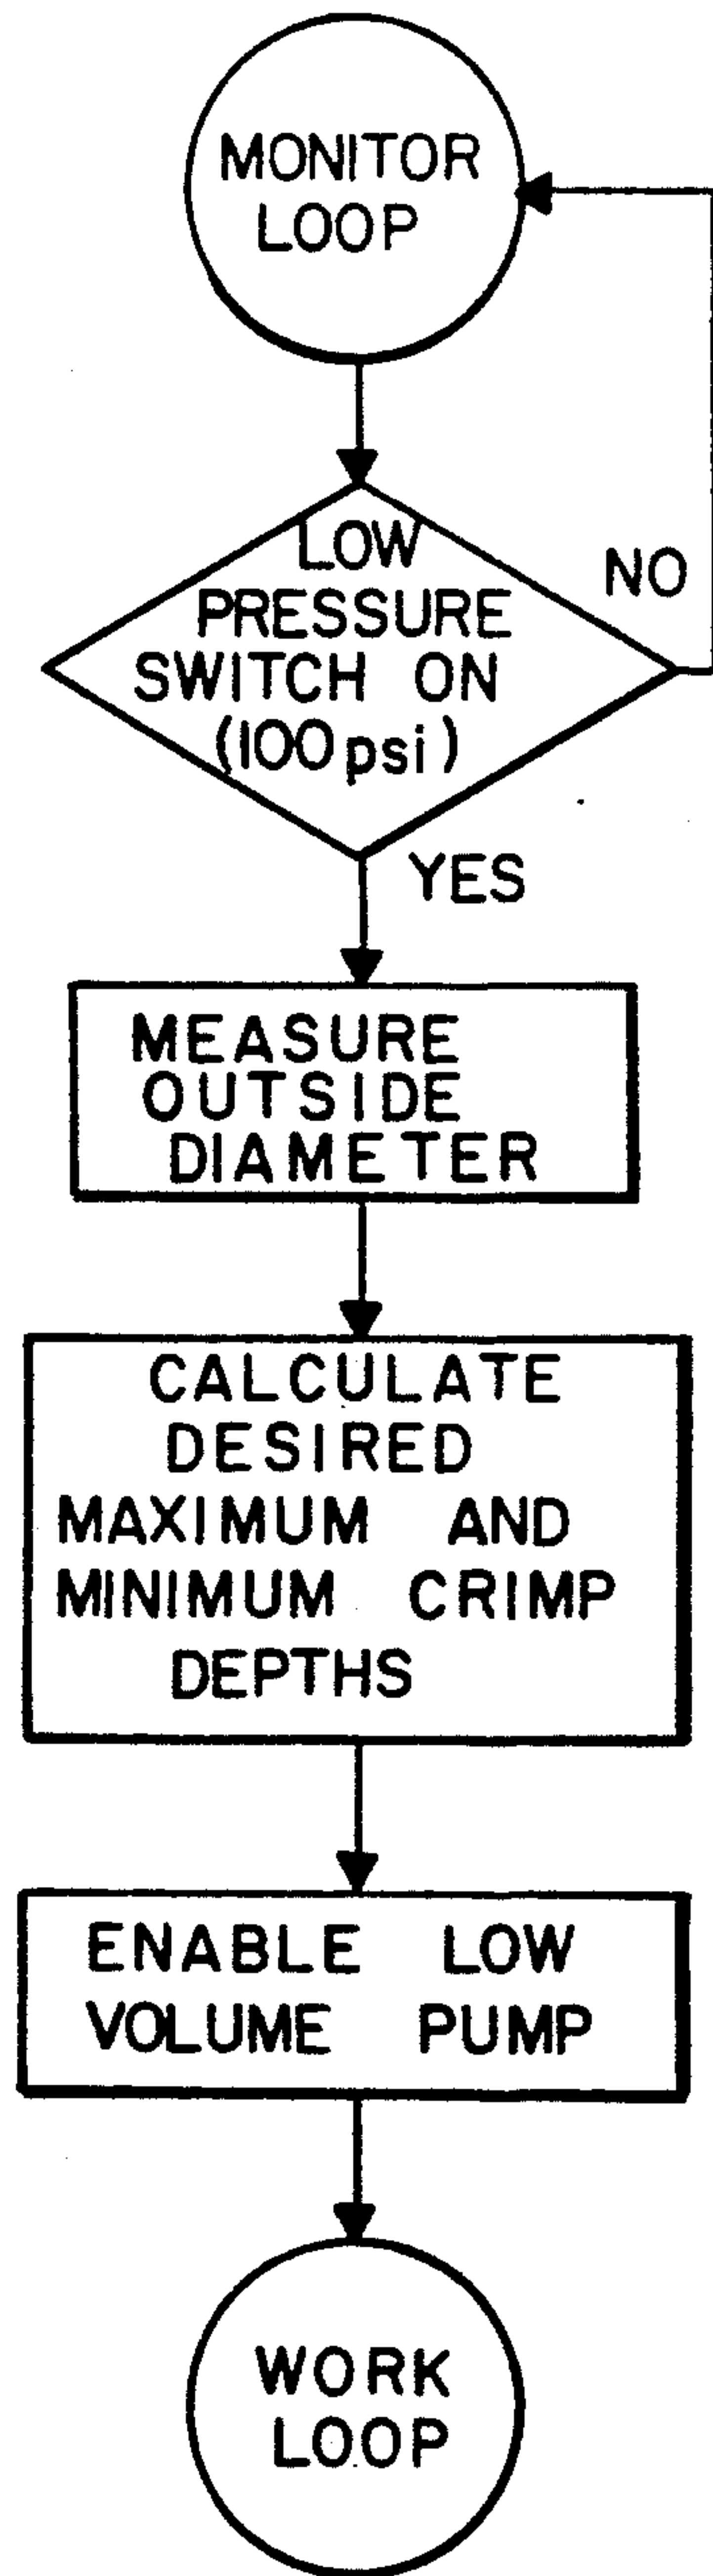 MONITOR
LOOP
LOW
PRESSURE
SWITCH ON
(100 psi)
NO
YES
MEASURE
OUTSIDE
DIAMETER
CALCULATE
DESIRED
MAXIMUM AND
MINIMUM CRIMP
DEPTHS
ENABLE LOW
VOLUME PUMP
WORK
LOOP